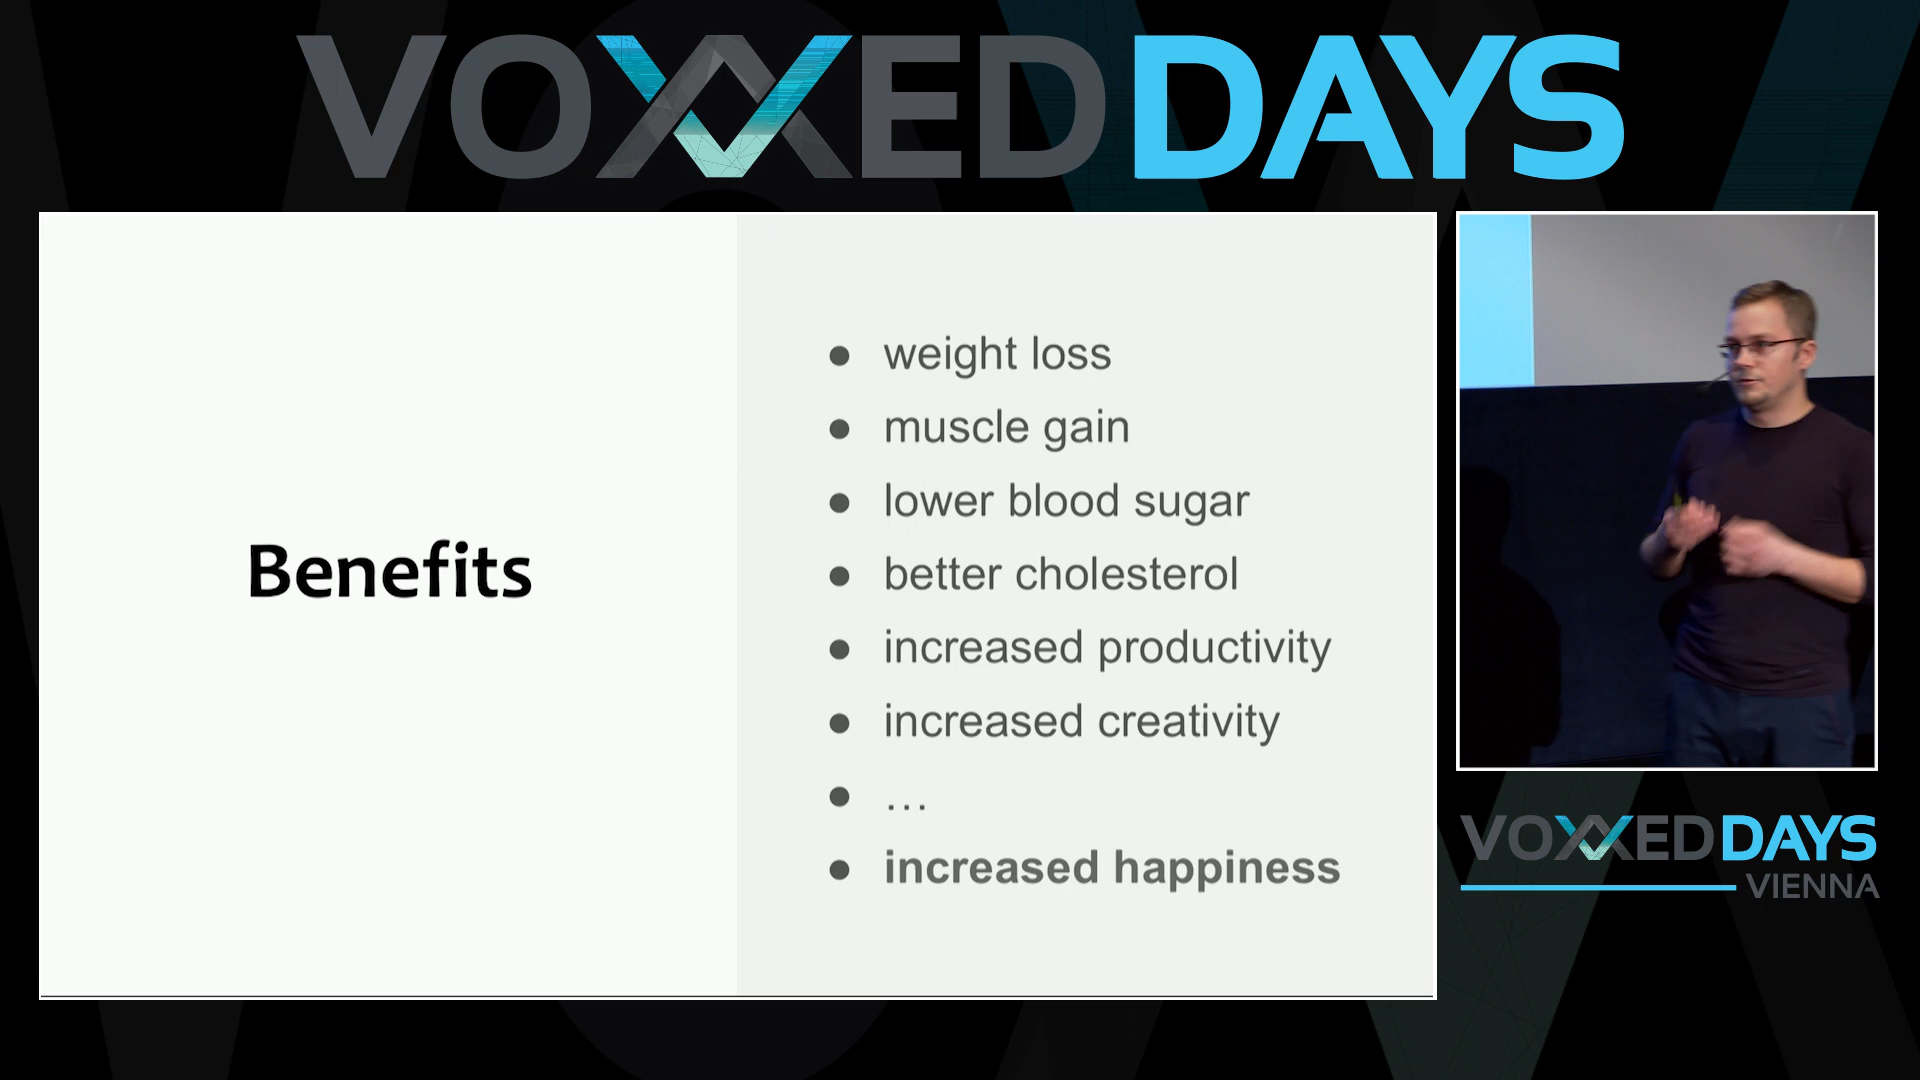 VOXXED DAYS
Benefits
● weight loss
● muscle gain
● lower blood sugar
● better cholesterol
● increased productivity
● increased creativity
● …
● increased happiness
VOXXED DAYS
VIENNA